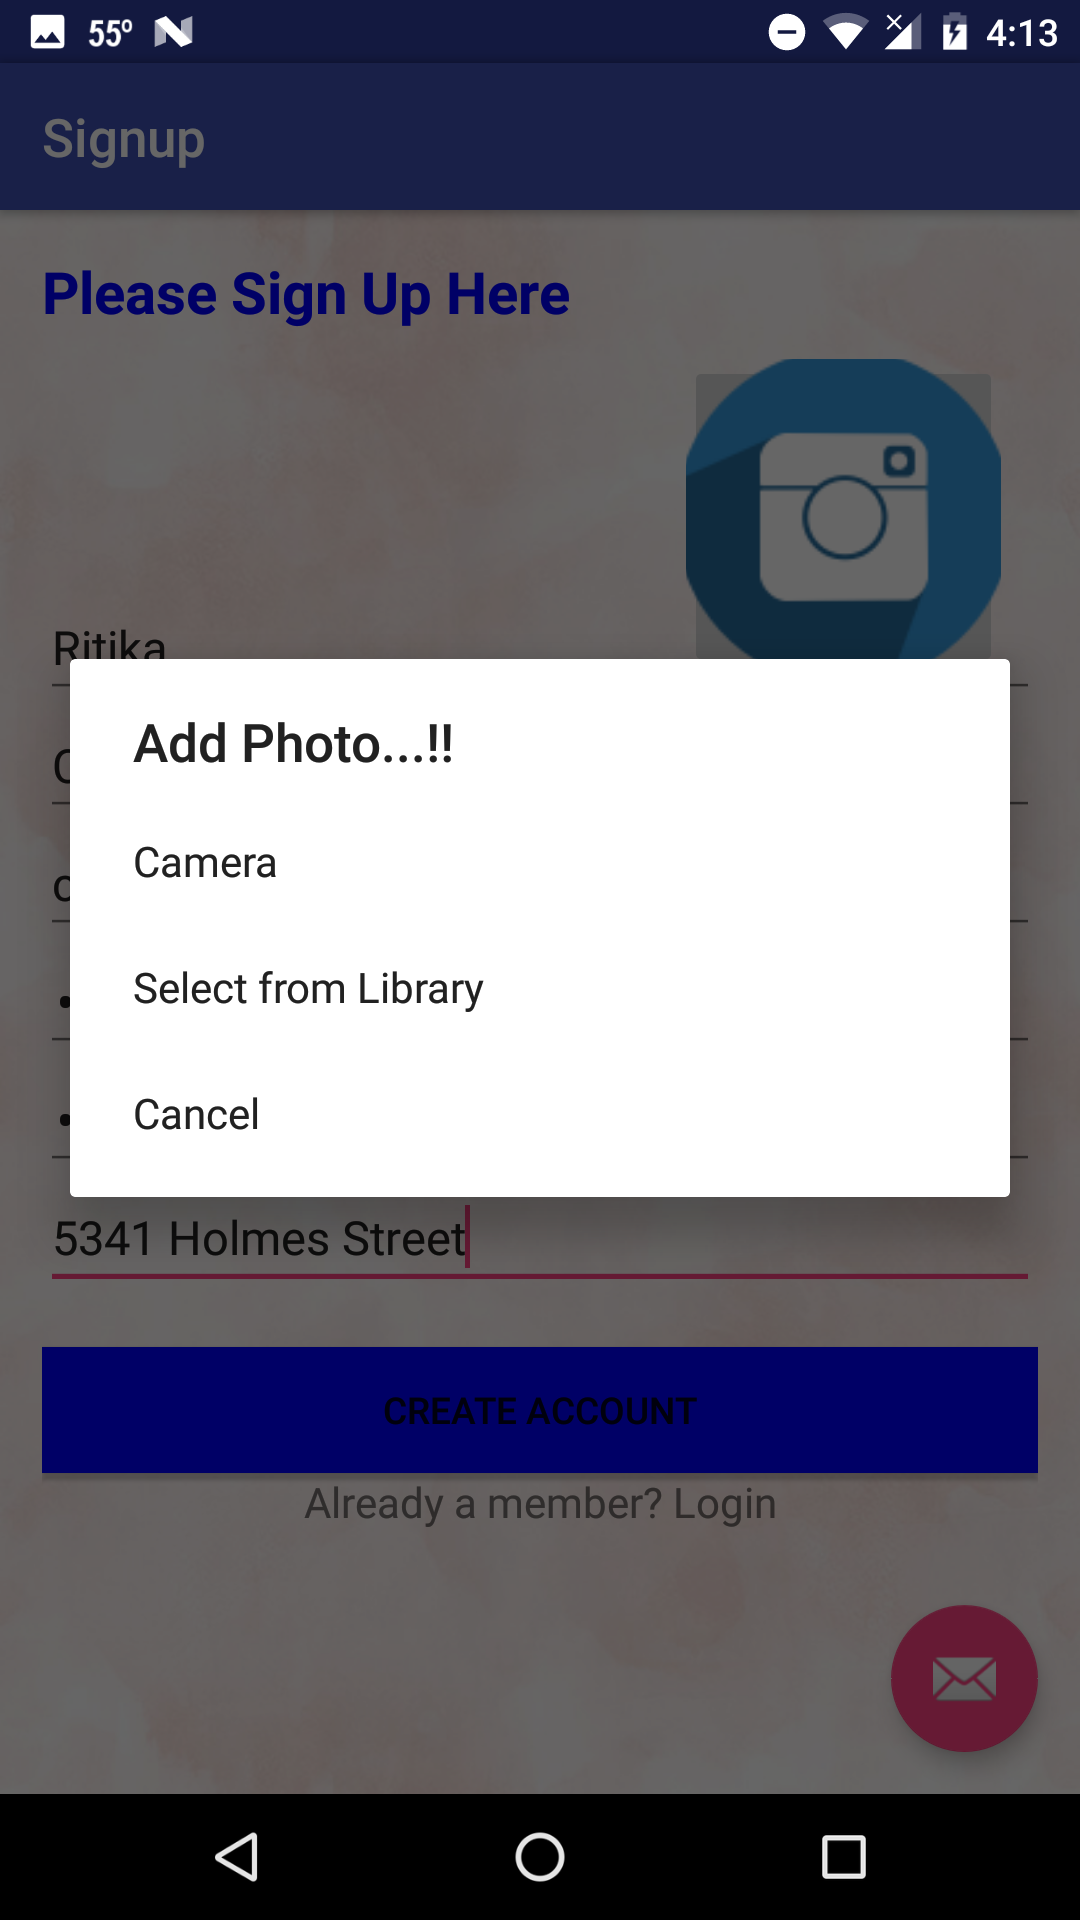 55º 4:13
Signup
Please Sign Up Here
Ritika
Add Photo...!!
Camera
Select from Library
Cancel
5341 Holmes Street
CREATE ACCOUNT
Already a member? Login